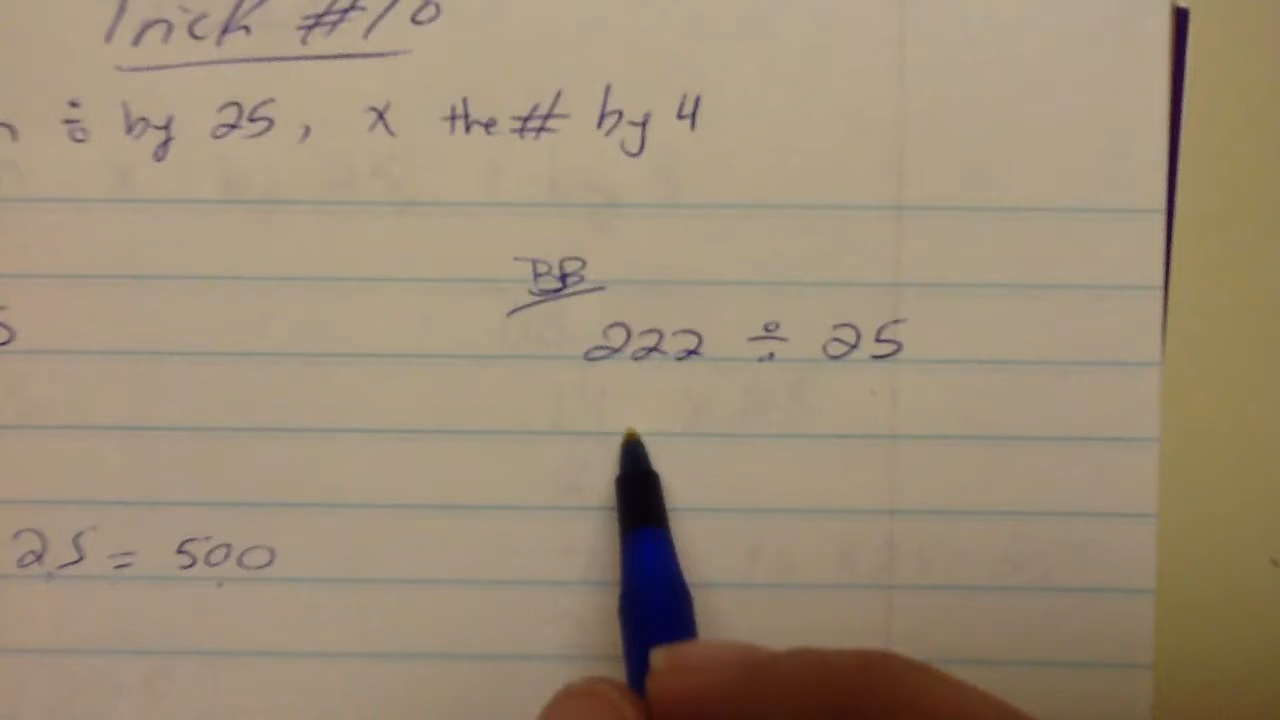 Trick #10
÷ by 25, x the # by 4
BB
222 ÷ 25
25 = 500